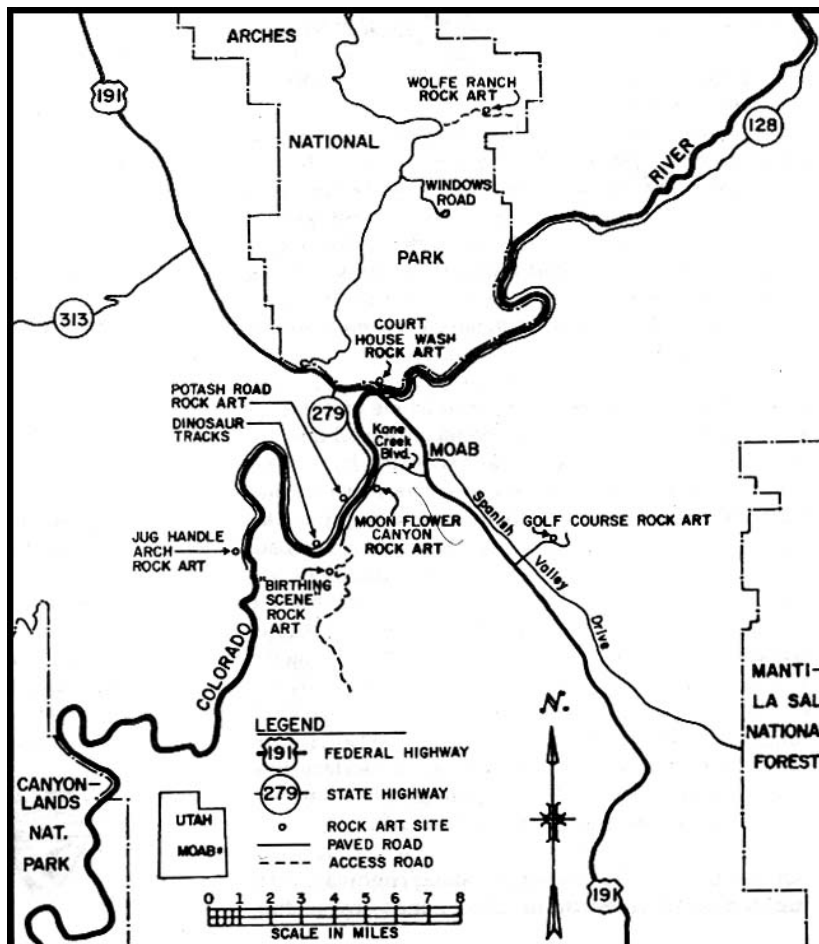 ARCHES
191
WOLFE RANCH
ROCK ART
128
NATIONAL
RIVER
WINDOWS
ROAD
PARK
313
COURT
HOUSE WASH
ROCK ART
POTASH ROAD
ROCK ART
279
DINOSAUR
TRACKS
Kane
Creek
Blvd.
MOAB
Spanish
Valley
Drive
GOLF COURSE ROCK ART
MOON FLOWER
CANYON
ROCK ART
JUG HANDLE
ARCH
ROCK ART
"BIRTHING
SCENE"
ROCK
ART
COLORADO
MANTI-
LA SAL
NATIONA
FOREST
N.
LEGEND
191 FEDERAL HIGHWAY
279 STATE HIGHWAY
ROCK ART SITE
PAVED ROAD
ACCESS ROAD
CANYON-
LANDS
NAT.
PARK
UTAH
MOAB
191
0 1 2 3 4 5 6 7 8
SCALE IN MILES